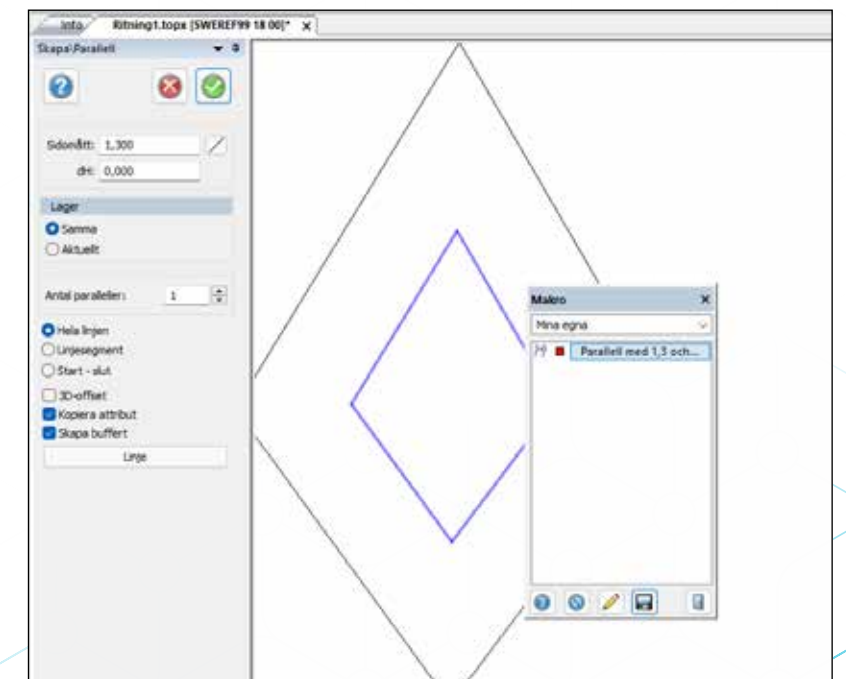 Info Ritning1.topx [SWEREF99 18 00]* x
Skapa\Parallell
Sidomått: 1,300
dH: 0,000
Lager
Samma
Aktuellt
Antal paralleller: 1
Hela linjen
Linjesegment
Start - slut
3D-offset
Kopiera attribut
Skapa buffert
Linje
Makro x
Mina egna
Parallell med 1,3 och...